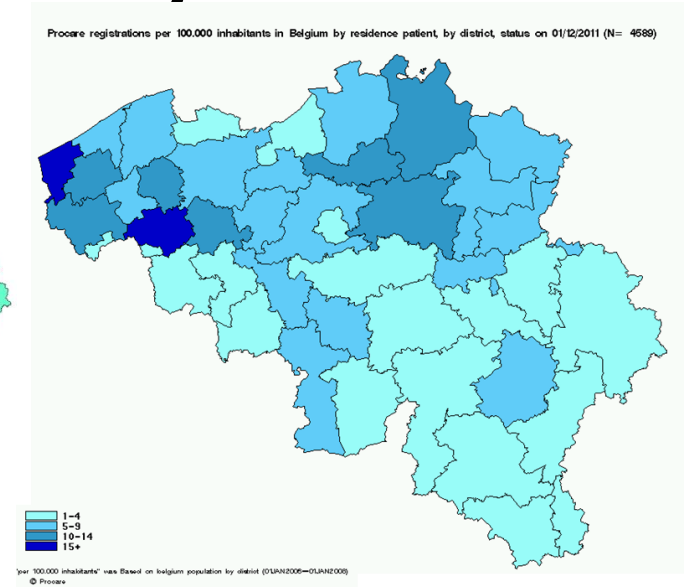 Procare registrations per 100.000 inhabitants in Belgium by residence patient, by district, status on 01/12/2011 (N= 4589)
1-4
5-9
10-14
15+
"per 100.000 inhabitants" was Based on belgium population by district (01JAN2006-01JAN2008)
© Procare